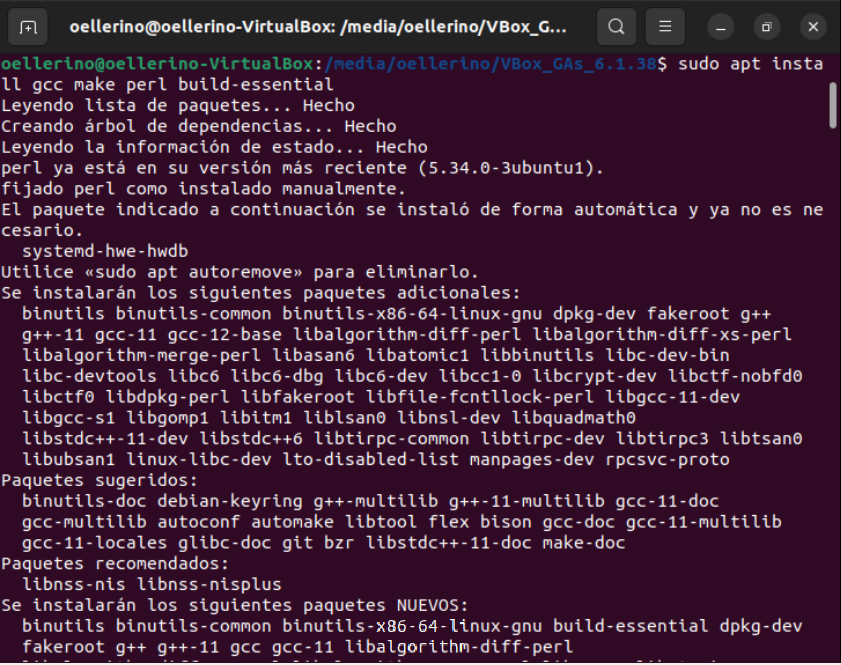 oellerino@oellerino-VirtualBox: /media/oellerino/VBox_G...
oellerino@oellerino-VirtualBox:/media/oellerino/VBox_GAs_6.1.38$ sudo apt insta
ll gcc make perl build-essential
Leyendo lista de paquetes... Hecho
Creando árbol de dependencias... Hecho
Leyendo la información de estado... Hecho
perl ya está en su versión más reciente (5.34.0-3ubuntu1).
fijado perl como instalado manualmente.
El paquete indicado a continuación se instaló de forma automática y ya no es ne
cesario.
  systemd-hwe-hwdb
Utilice «sudo apt autoremove» para eliminarlo.
Se instalarán los siguientes paquetes adicionales:
  binutils binutils-common binutils-x86-64-linux-gnu dpkg-dev fakeroot g++
  g++-11 gcc-11 gcc-12-base libalgorithm-diff-perl libalgorithm-diff-xs-perl
  libalgorithm-merge-perl libasan6 libatomic1 libbinutils libc-dev-bin
  libc-devtools libc6 libc6-dbg libc6-dev libcc1-0 libcrypt-dev libctf-nobfd0
  libctf0 libdpkg-perl libfakeroot libfile-fcntllock-perl libgcc-11-dev
  libgcc-s1 libgomp1 libitm1 liblsan0 libnsl-dev libquadmath0
  libstdc++-11-dev libstdc++6 libtirpc-common libtirpc-dev libtirpc3 libtsan0
  libubsan1 linux-libc-dev lto-disabled-list manpages-dev rpcsvc-proto
Paquetes sugeridos:
  binutils-doc debian-keyring g++-multilib g++-11-multilib gcc-11-doc
  gcc-multilib autoconf automake libtool flex bison gcc-doc gcc-11-multilib
  gcc-11-locales glibc-doc git bzr libstdc++-11-doc make-doc
Paquetes recomendados:
  libnss-nis libnss-nisplus
Se instalarán los siguientes paquetes NUEVOS:
  binutils binutils-common binutils-x86-64-linux-gnu build-essential dpkg-dev
  fakeroot g++ g++-11 gcc gcc-11 libalgorithm-diff-perl